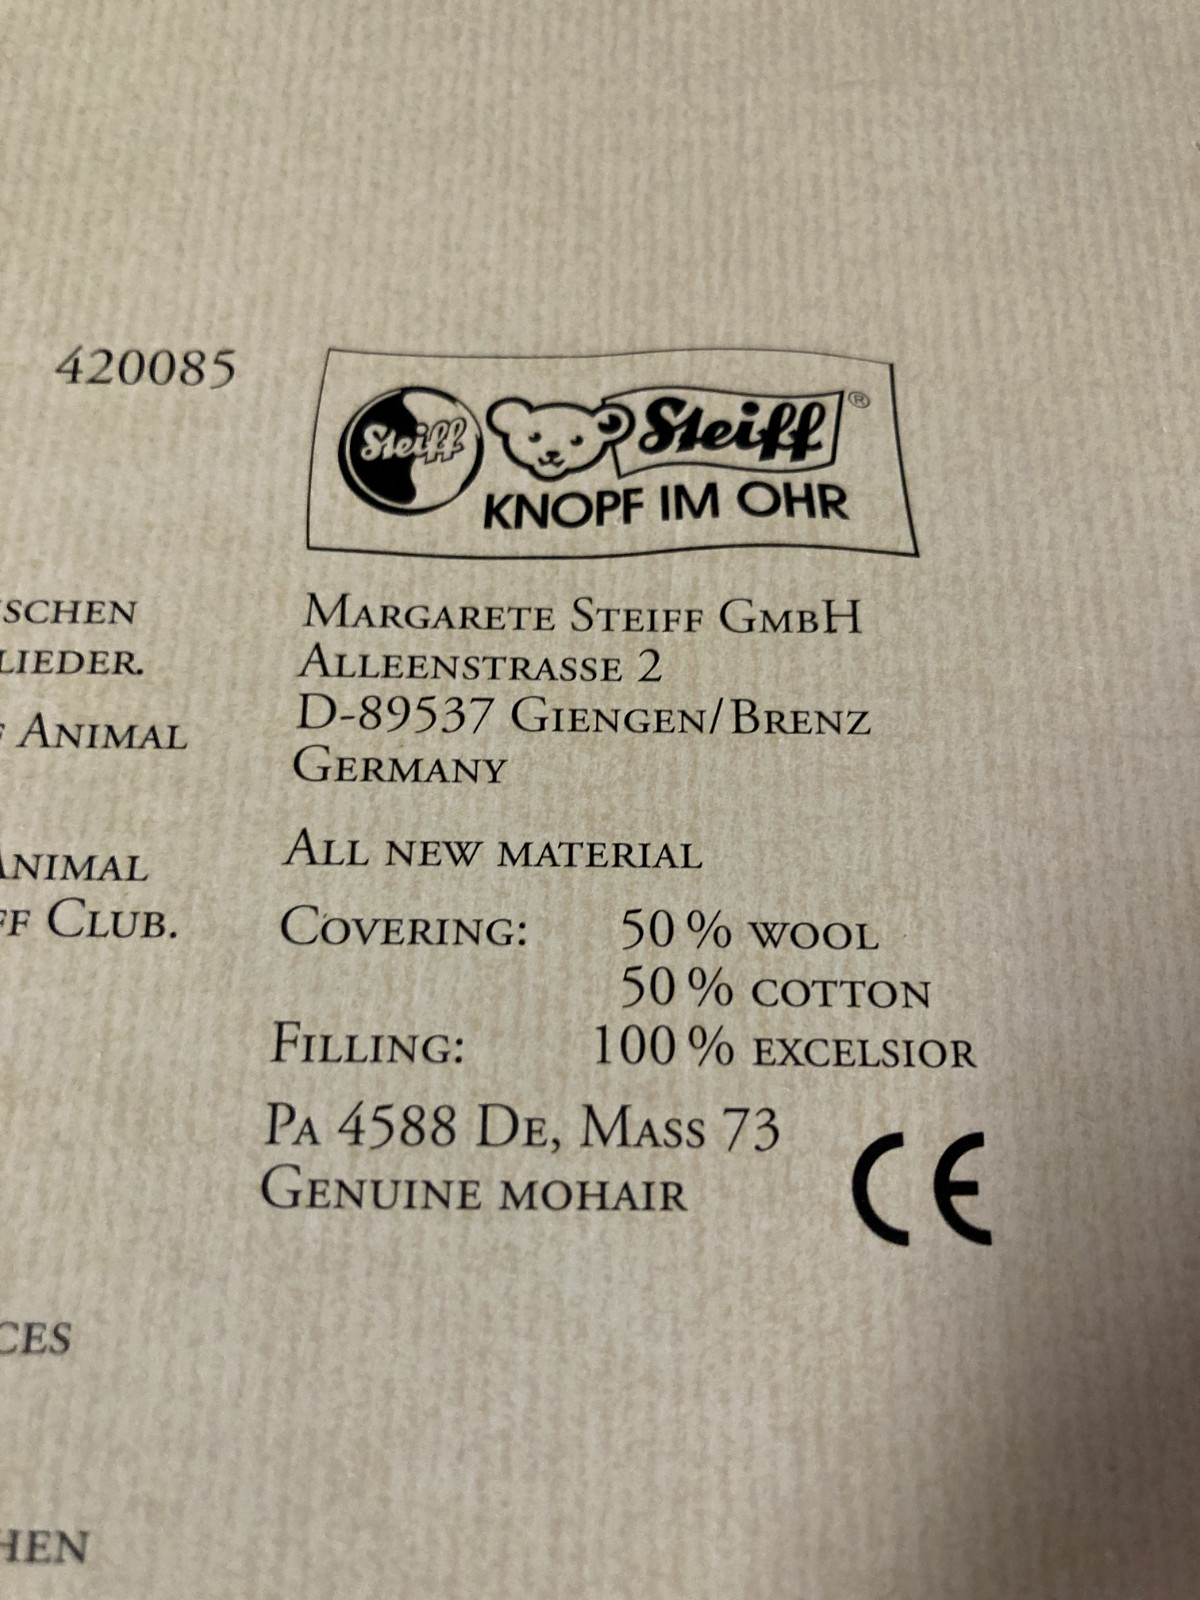 420085
Steiff
Steiff®
KNOPF IM OHR
SCHEN
LIEDER.
ANIMAL
ANIMAL
FF CLUB.
CES
HEN
MARGARETE STEIFF GMBH
ALLEENSTRASSE 2
D-89537 GIENGEN/BRENZ
GERMANY
ALL NEW MATERIAL
COVERING: 50 % WOOL
50 % COTTON
FILLING: 100 % EXCELSIOR
PA 4588 DE, MASS 73
GENUINE MOHAIR
CE